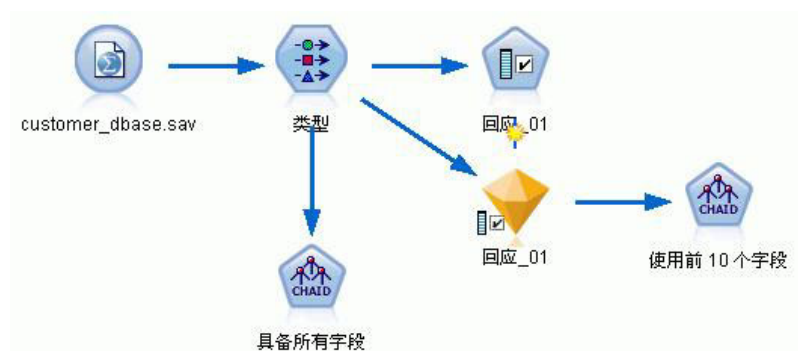 customer_dbase.sav
类型
回应_01
CHAID
回应_01
使用前 10 个字段
CHAID
具备所有字段